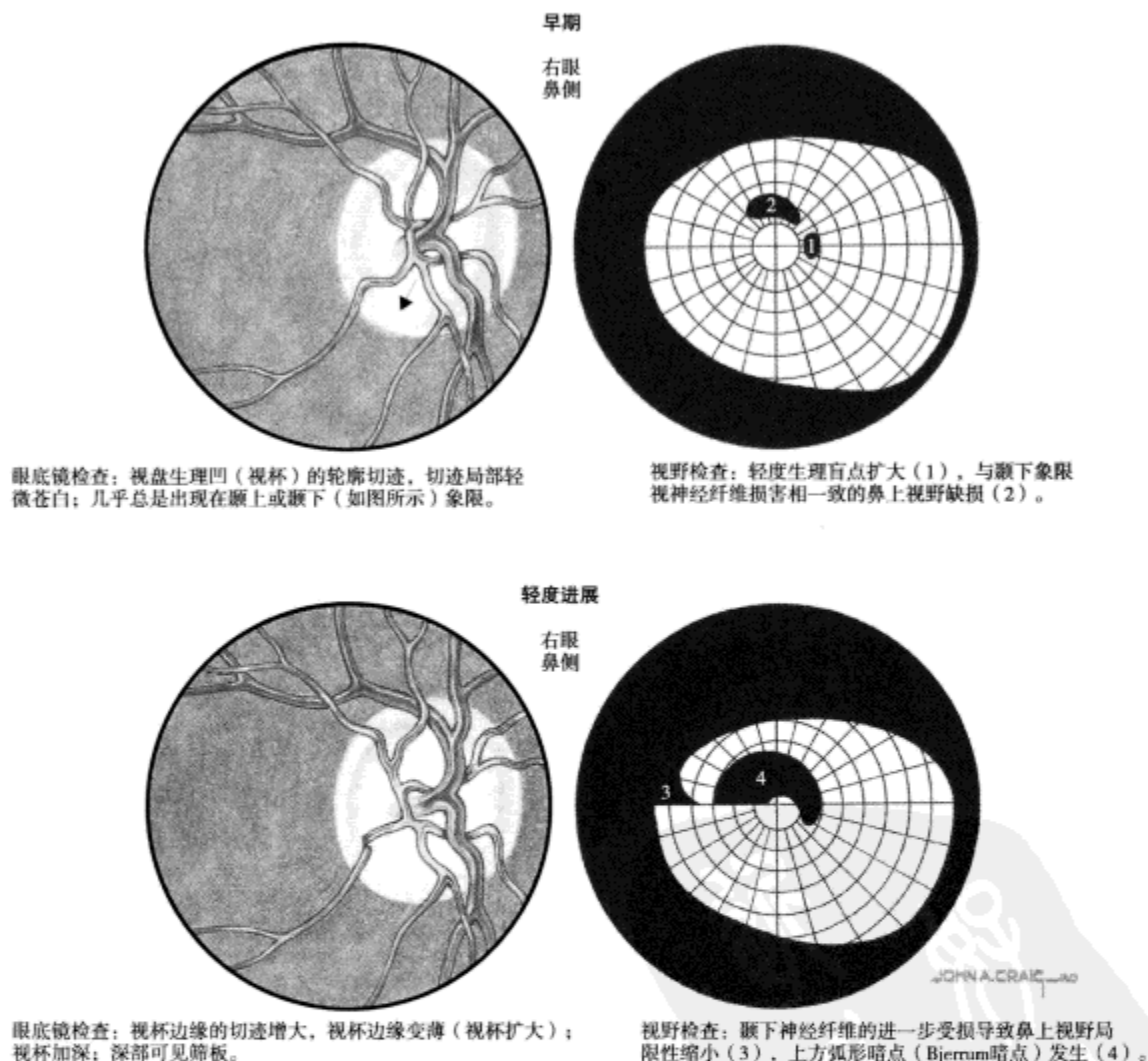 早期
右眼
鼻侧
2
1
眼底镜检查：视盘生理凹（视杯）的轮廓切迹，切迹局部轻
微苍白；几乎总是出现在颞上或颞下（如图所示）象限。
视野检查：轻度生理盲点扩大（1），与颞下象限
视神经纤维损害相一致的鼻上视野缺损（2）。
轻度进展
右眼
鼻侧
4
3
JOHN A. CRAIG_AD
眼底镜检查：视杯边缘的切迹增大，视杯边缘变薄（视杯扩大）；
视杯加深；深部可见筛板。
视野检查：颞下神经纤维的进一步受损导致鼻上视野局
限性缩小（3），上方弧形暗点（Bjerrum暗点）发生（4）